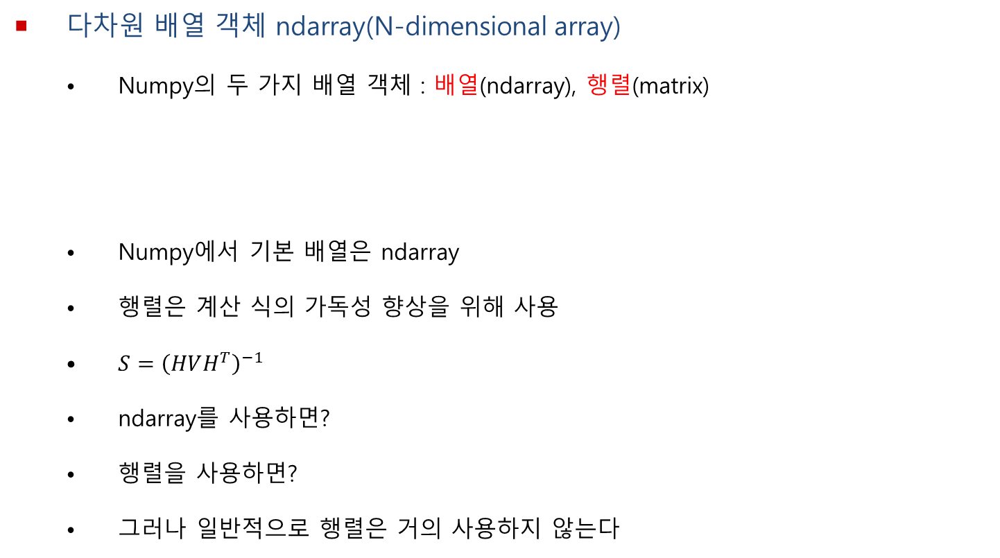 다차원 배열 객체 ndarray(N-dimensional array)
• Numpy의 두 가지 배열 객체 : 배열(ndarray), 행렬(matrix)
• Numpy에서 기본 배열은 ndarray
• 행렬은 계산 식의 가독성 향상을 위해 사용
• $S = (HVH^T)^{-1}$
• ndarray를 사용하면?
• 행렬을 사용하면?
• 그러나 일반적으로 행렬은 거의 사용하지 않는다